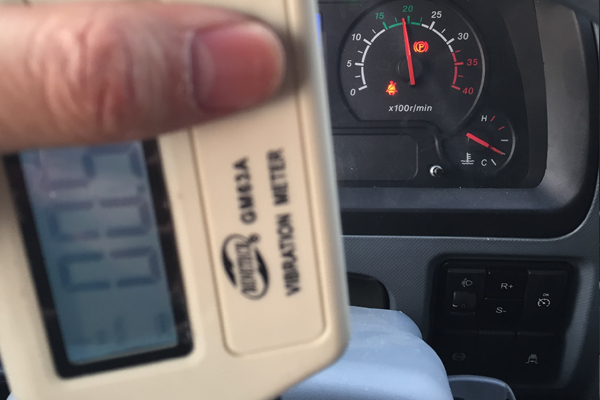 GM63A
VIBRATION METER
0
5
10
15
20
25
30
35
40
P
x100r/min
H
C
R+
S-